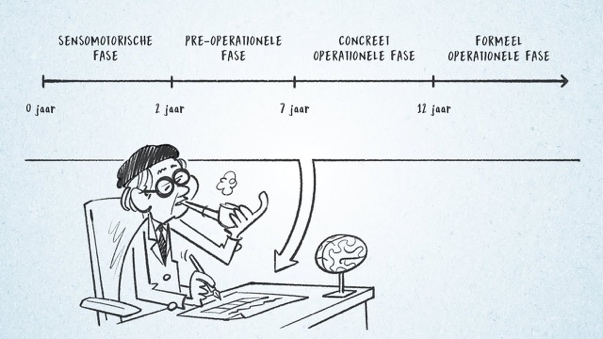 SENSOMOTORISCHE
FASE
PRE-OPERATIONELE
FASE
CONCREET
OPERATIONELE FASE
FORMEEL
OPERATIONELE FASE
0 jaar
2 jaar
7 jaar
12 jaar